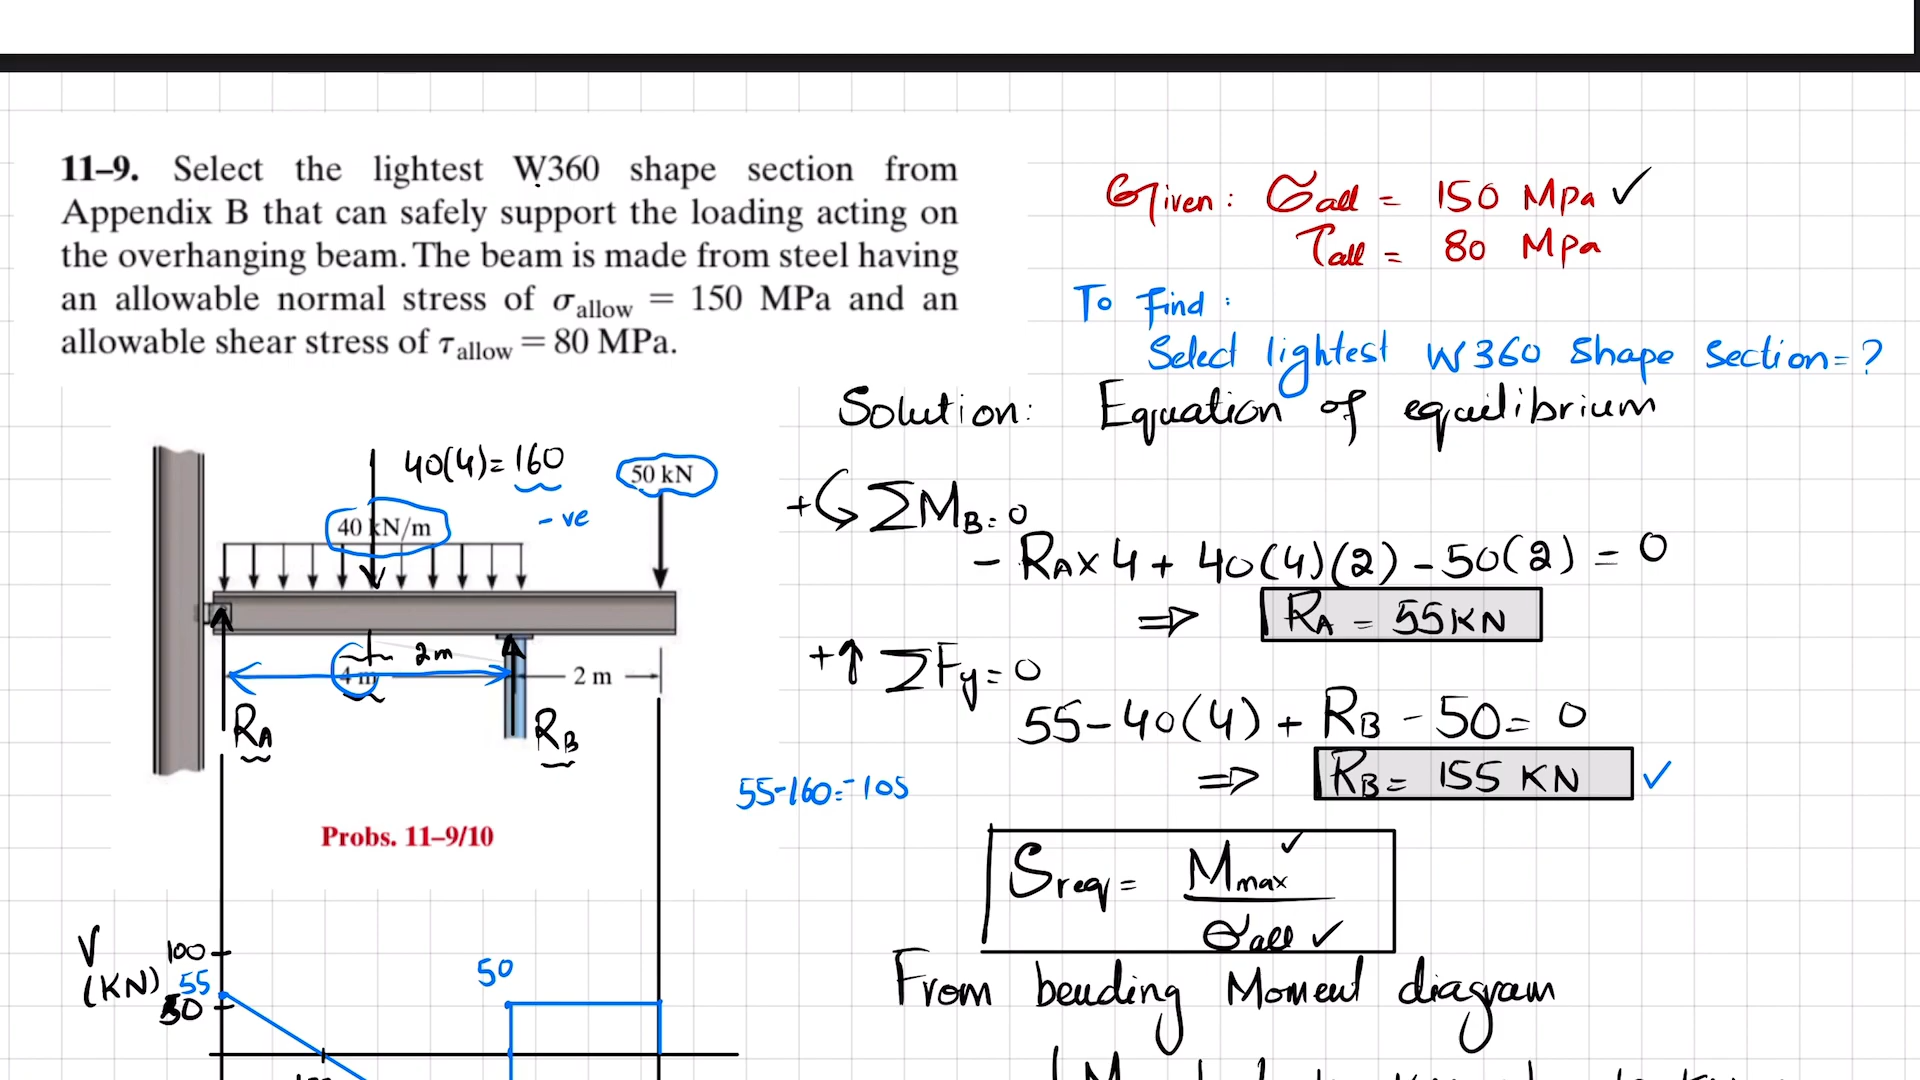 11–9. Select the lightest W360 shape section from
Appendix B that can safely support the loading acting on
the overhanging beam. The beam is made from steel having
an allowable normal stress of σallow = 150 MPa and an
allowable shear stress of τallow = 80 MPa.
Given: σall = 150 MPa ✓
τall = 80 MPa
To Find:
Select lightest W360 Shape Section=?
Solution: Equation of equilibrium
40(4)=160
-ve
40 kN/m
50 kN
+ ΣMB=0
- RA×4 + 40(4)(2) - 50(2) = 0
⇒ RA = 55KN
+↑ ΣFy=0
55-40(4) + RB - 50= 0
⇒ RB= 155 KN ✓
2m
4 m
2 m
RA
RB
55-160=-105
Probs. 11–9/10
Sreq = Mmax ✓
σall ✓
From bending Moment diagram
V
(KN)
100
55
50
50